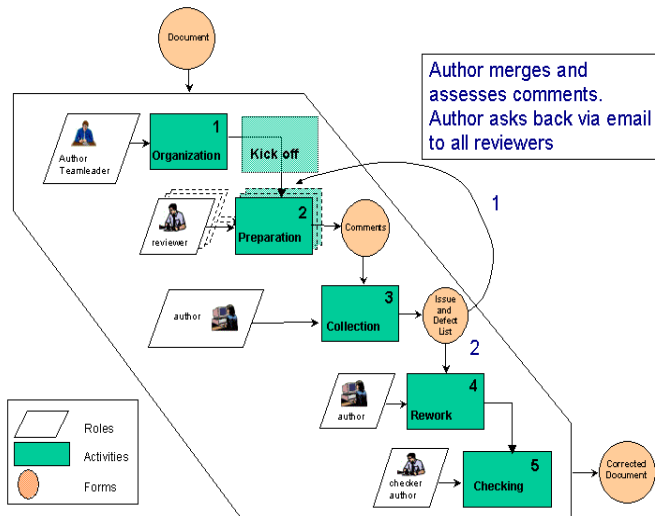 Document
Author merges and
assesses comments.
Author asks back via email
to all reviewers
1
Organization
Kick off
Author
Teamleader
1
2
Preparation
reviewer
Comments
3
Collection
author
Issue
and
Defect
List
2
4
Rework
author
5
Checking
checker
author
Corrected
Document
Roles
Activities
Forms